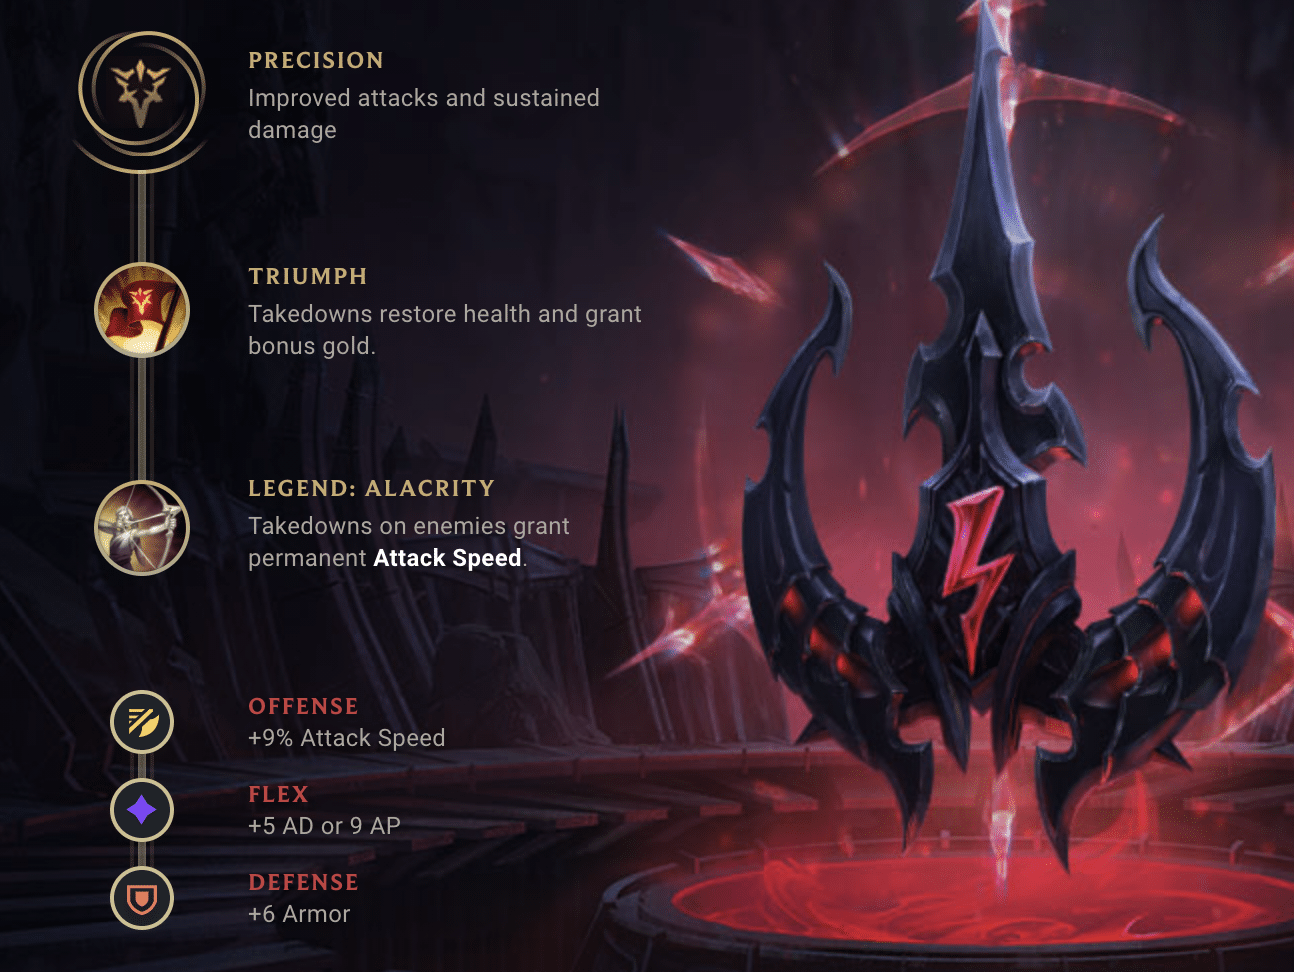 PRECISION
Improved attacks and sustained
damage
TRIUMPH
Takedowns restore health and grant
bonus gold.
LEGEND: ALACRITY
Takedowns on enemies grant
permanent Attack Speed.
OFFENSE
+9% Attack Speed
FLEX
+5 AD or 9 AP
DEFENSE
+6 Armor